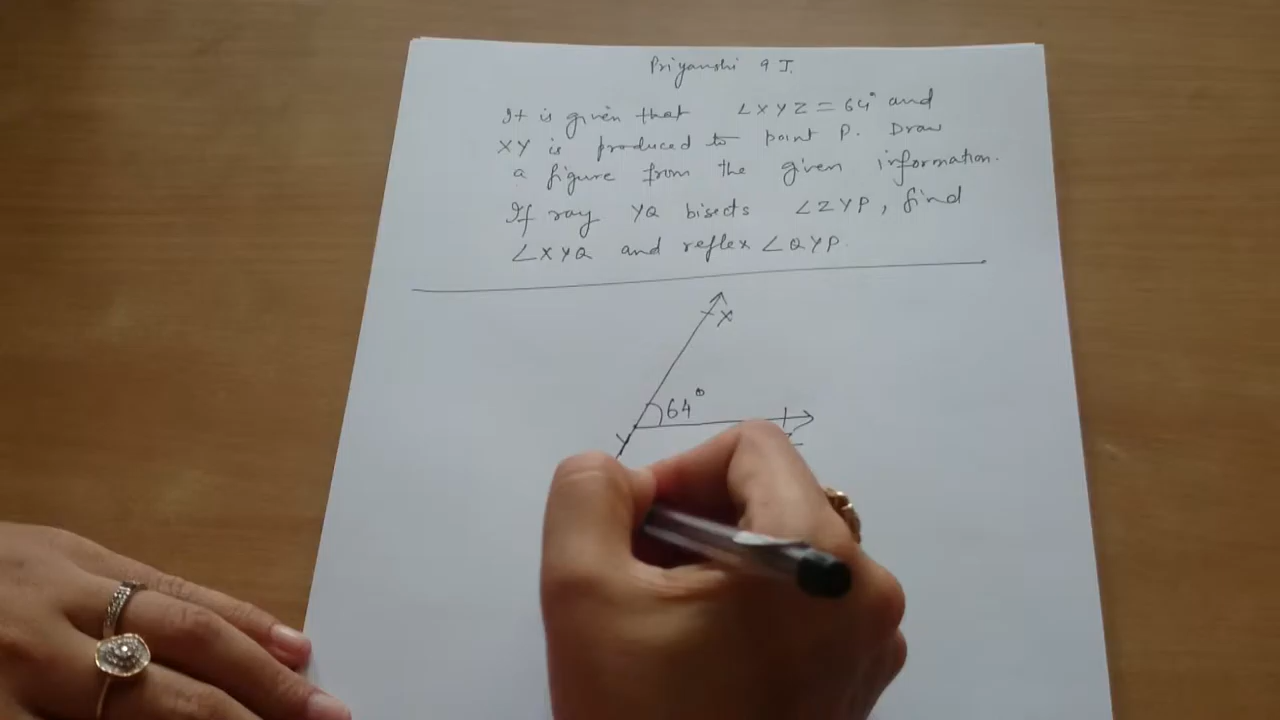 Priyanshi 9 I.
It is given that ∠XYZ = 64° and
XY is produced to point P. Draw
a figure from the given information.
If ray YQ bisects ∠ZYP, find
∠XYQ and reflex ∠QYP.
X
64°
Y
Z